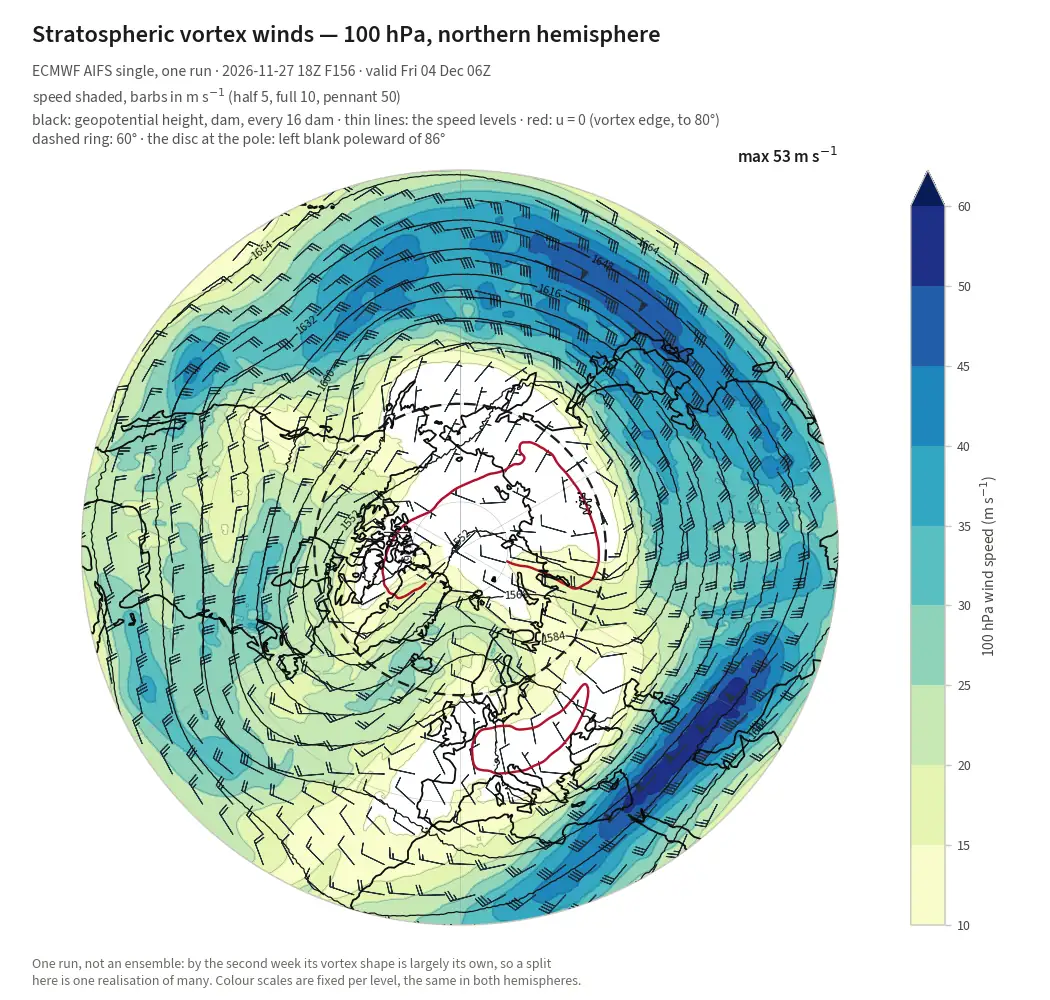 Stratospheric vortex winds — 100 hPa, northern hemisphere
ECMWF AIFS single, one run · 2026-11-27 18Z F156 · valid Fri 04 Dec 06Z
speed shaded, barbs in m s⁻¹ (half 5, full 10, pennant 50)
black: geopotential height, dam, every 16 dam · thin lines: the speed levels · red: u = 0 (vortex edge, to 80°)
dashed ring: 60° · the disc at the pole: left blank poleward of 86°
max 53 m s⁻¹
60
50
45
40
35
30
25
20
15
10
100 hPa wind speed (m s⁻¹)
1664
1664
1616
1632
1584
One run, not an ensemble: by the second week its vortex shape is largely its own, so a split
here is one realisation of many. Colour scales are fixed per level, the same in both hemispheres.